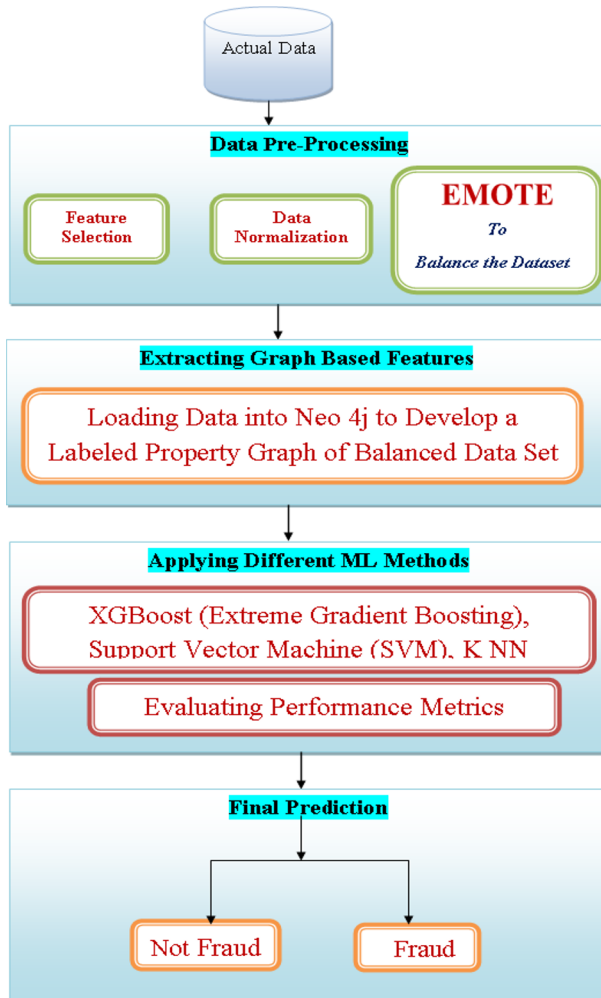 Actual Data
Data Pre-Processing
Feature
Selection
Data
Normalization
EMOTE
To
Balance the Dataset
Extracting Graph Based Features
Loading Data into Neo 4j to Develop a
Labeled Property Graph of Balanced Data Set
Applying Different ML Methods
XGBoost (Extreme Gradient Boosting),
Support Vector Machine (SVM), K NN
Evaluating Performance Metrics
Final Prediction
Not Fraud
Fraud